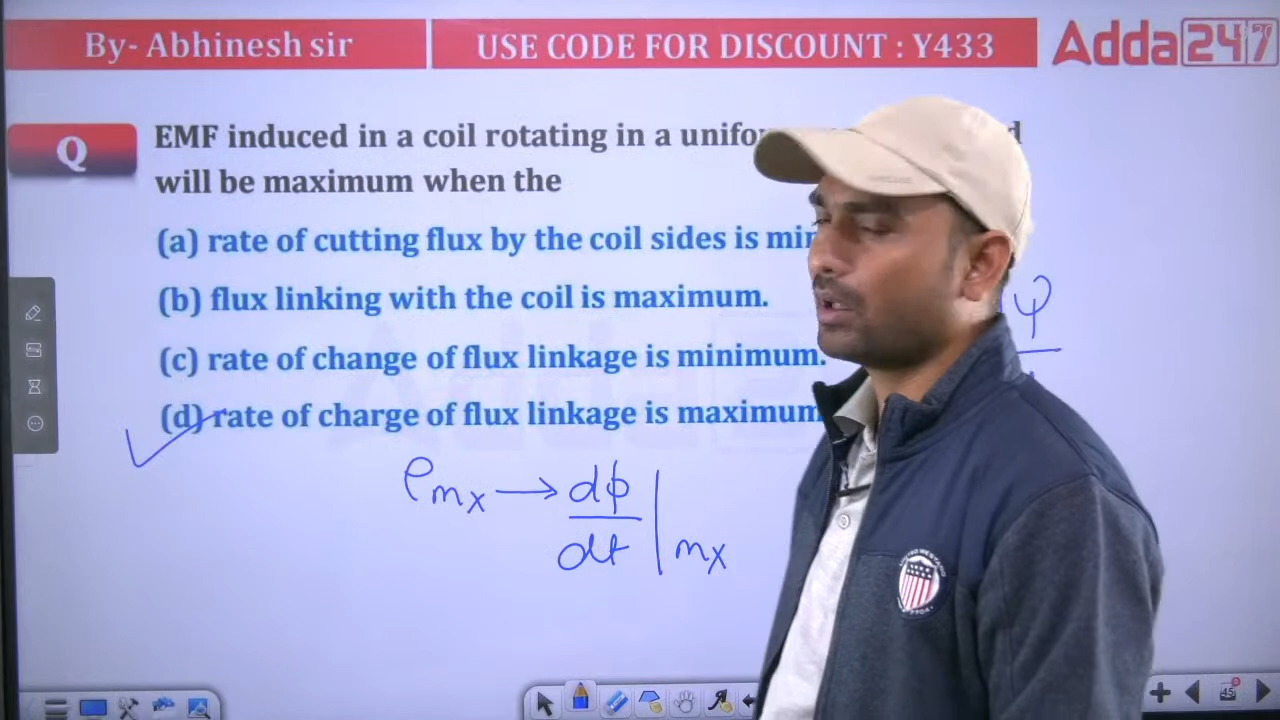 By- Abhinesh sir
USE CODE FOR DISCOUNT : Y433
Adda247
Q
EMF induced in a coil rotating in a
will be maximum when the
(a) rate of cutting flux by the coil sides is
(b) flux linking with the coil is maximum.
(c) rate of change of flux linkage is minimum.
(d) rate of charge of flux linkage is maximum
φ
e mx → dφ/dt | mx
45